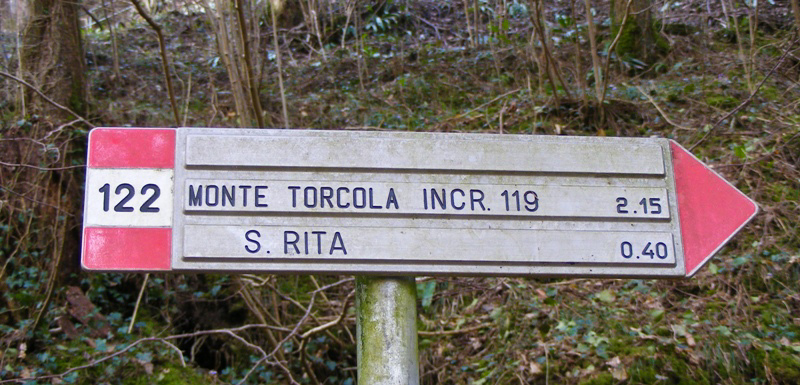 122
MONTE TORCOLA INCR. 119 2.15
S. RITA 0.40